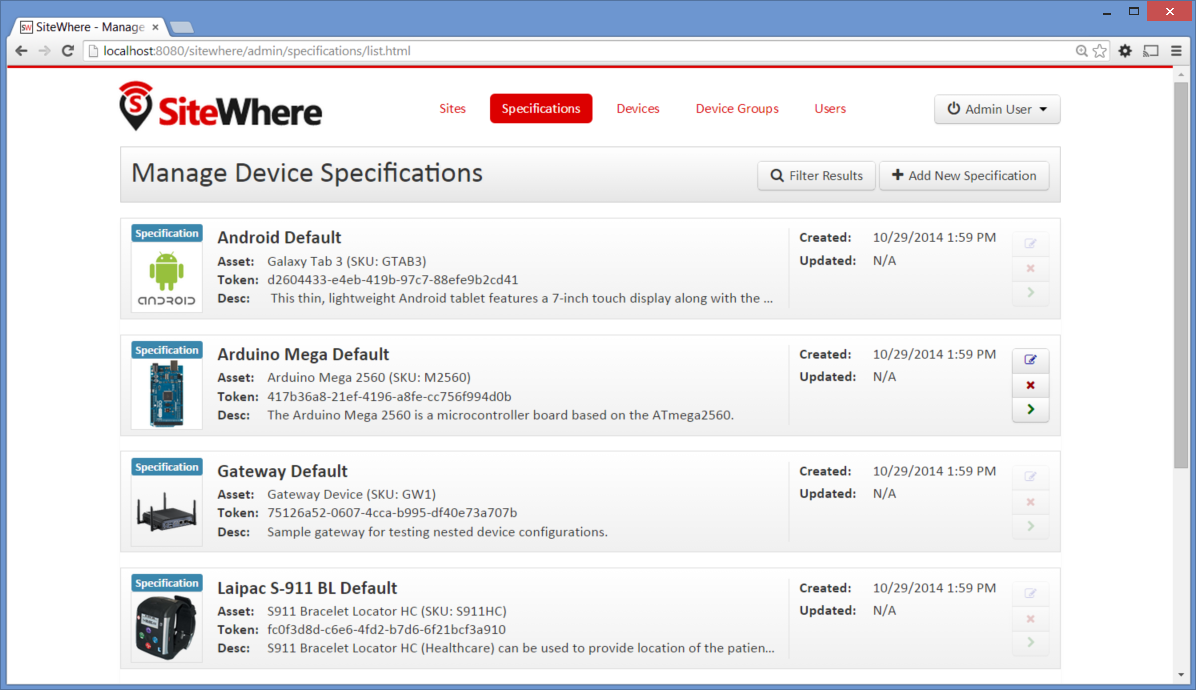 SW SiteWhere - Manage
localhost:8080/sitewhere/admin/specifications/list.html
S SiteWhere
Sites
Specifications
Devices
Device Groups
Users
Admin User
Manage Device Specifications
Filter Results
Add New Specification
Specification
android
Android Default
Asset: Galaxy Tab 3 (SKU: GTAB3)
Token: d2604433-e4eb-419b-97c7-88efe9b2cd41
Desc: This thin, lightweight Android tablet features a 7-inch touch display along with the ...
Created: 10/29/2014 1:59 PM
Updated: N/A
Specification
Arduino Mega Default
Asset: Arduino Mega 2560 (SKU: M2560)
Token: 417b36a8-21ef-4196-a8fe-cc756f994d0b
Desc: The Arduino Mega 2560 is a microcontroller board based on the ATmega2560.
Created: 10/29/2014 1:59 PM
Updated: N/A
Specification
Gateway Default
Asset: Gateway Device (SKU: GW1)
Token: 75126a52-0607-4cca-b995-df40e73a707b
Desc: Sample gateway for testing nested device configurations.
Created: 10/29/2014 1:59 PM
Updated: N/A
Specification
Laipac S-911 BL Default
Asset: S911 Bracelet Locator HC (SKU: S911HC)
Token: fc0f3d8d-c6e6-4fd2-b7d6-6f21bcf3a910
Desc: S911 Bracelet Locator HC (Healthcare) can be used to provide location of the patien...
Created: 10/29/2014 1:59 PM
Updated: N/A